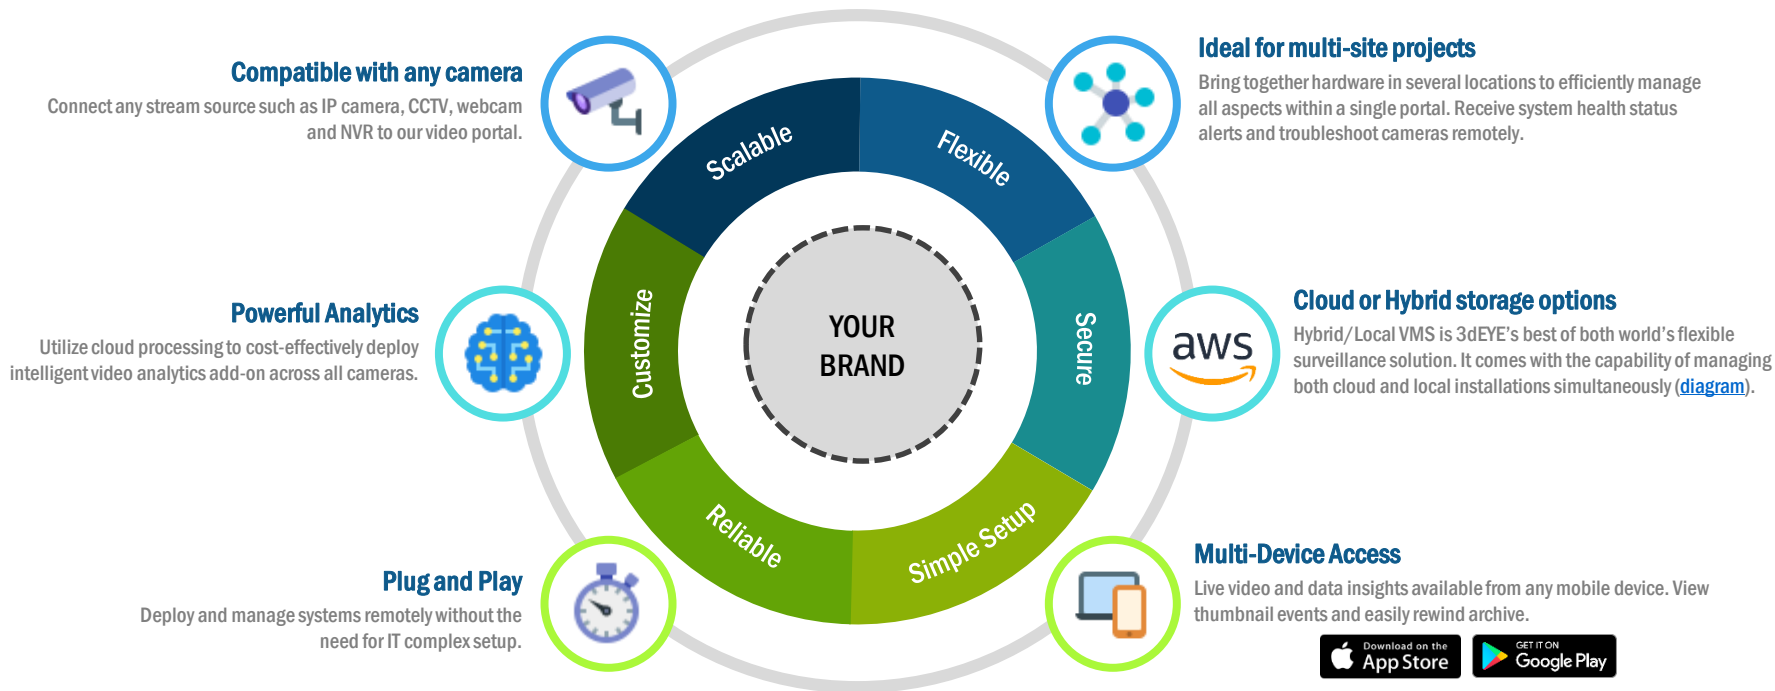 Compatible with any camera
Connect any stream source such as IP camera, CCTV, webcam
and NVR to our video portal.
Ideal for multi-site projects
Bring together hardware in several locations to efficiently manage
all aspects within a single portal. Receive system health status
alerts and troubleshoot cameras remotely.
Scalable
Flexible
Powerful Analytics
Utilize cloud processing to cost-effectively deploy
intelligent video analytics add-on across all cameras.
Customize
YOUR
BRAND
Secure
aws
Cloud or Hybrid storage options
Hybrid/Local VMS is 3dEYE's best of both world's flexible
surveillance solution. It comes with the capability of managing
both cloud and local installations simultaneously (diagram).
Reliable
Simple Setup
Plug and Play
Deploy and manage systems remotely without the
need for IT complex setup.
Multi-Device Access
Live video and data insights available from any mobile device. View
thumbnail events and easily rewind archive.
Download on the
App Store
GET IT ON
Google Play